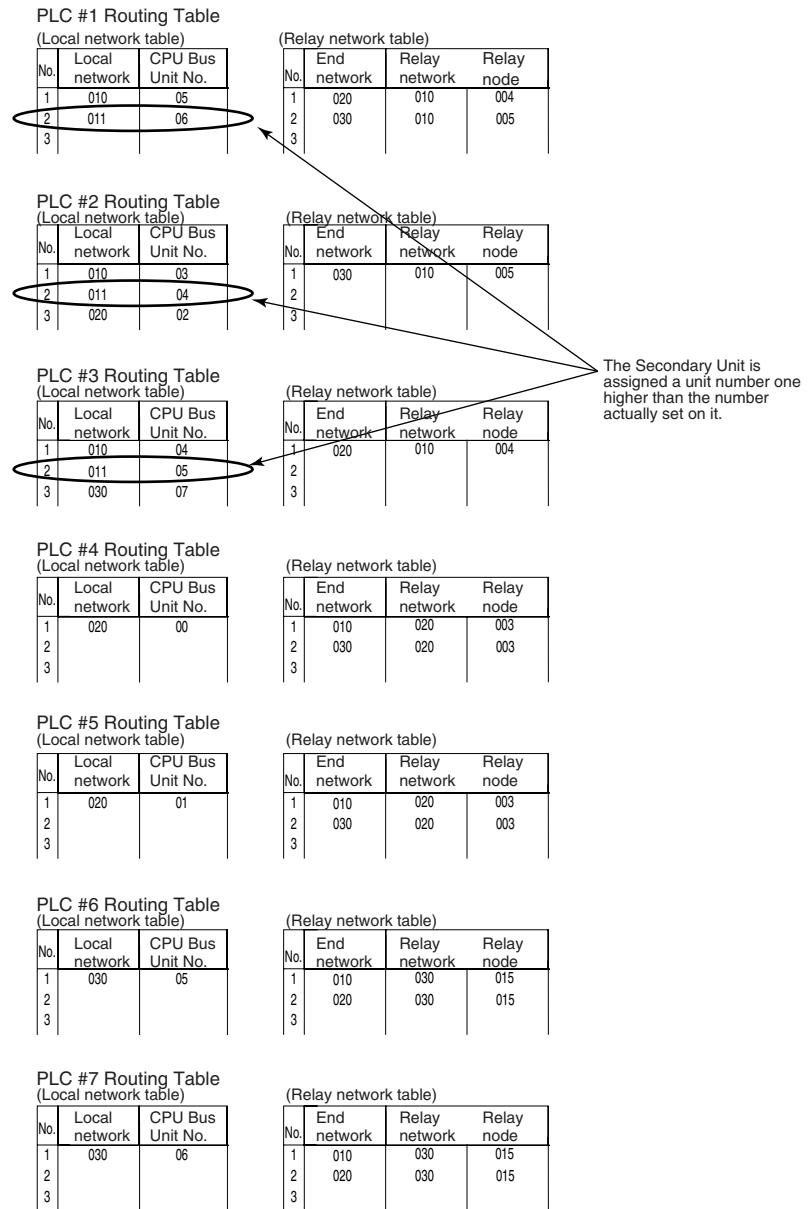 PLC #1 Routing Table
(Local network table) (Relay network table)
No. Local network CPU Bus Unit No. No. End network Relay network Relay node
1 010 05 1 020 010 004
2 011 06 2 030 010 005
3 3
PLC #2 Routing Table
(Local network table) (Relay network table)
No. Local network CPU Bus Unit No. No. End network Relay network Relay node
1 010 03 1 030 010 005
2 011 04 2
3 020 02 3
The Secondary Unit is
assigned a unit number one
higher than the number
actually set on it.
PLC #3 Routing Table
(Local network table) (Relay network table)
No. Local network CPU Bus Unit No. No. End network Relay network Relay node
1 010 04 1 020 010 004
2 011 05 2
3 030 07 3
PLC #4 Routing Table
(Local network table) (Relay network table)
No. Local network CPU Bus Unit No. No. End network Relay network Relay node
1 020 00 1 010 020 003
2 2 030 020 003
3 3
PLC #5 Routing Table
(Local network table) (Relay network table)
No. Local network CPU Bus Unit No. No. End network Relay network Relay node
1 020 01 1 010 020 003
2 2 030 020 003
3 3
PLC #6 Routing Table
(Local network table) (Relay network table)
No. Local network CPU Bus Unit No. No. End network Relay network Relay node
1 030 05 1 010 030 015
2 2 020 030 015
3 3
PLC #7 Routing Table
(Local network table) (Relay network table)
No. Local network CPU Bus Unit No. No. End network Relay network Relay node
1 030 06 1 010 030 015
2 2 020 030 015
3 3